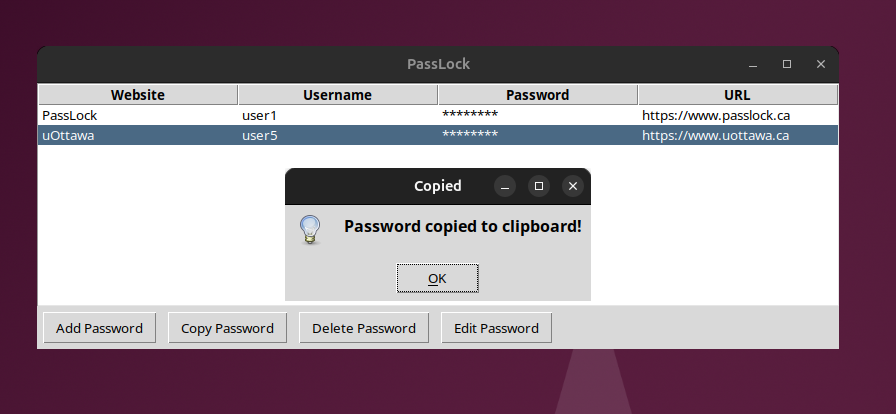 PassLock
Website Username Password URL
PassLock user1 ******** https://www.passlock.ca
uOttawa user5 ******** https://www.uottawa.ca
Copied
Password copied to clipboard!
OK
Add Password Copy Password Delete Password Edit Password